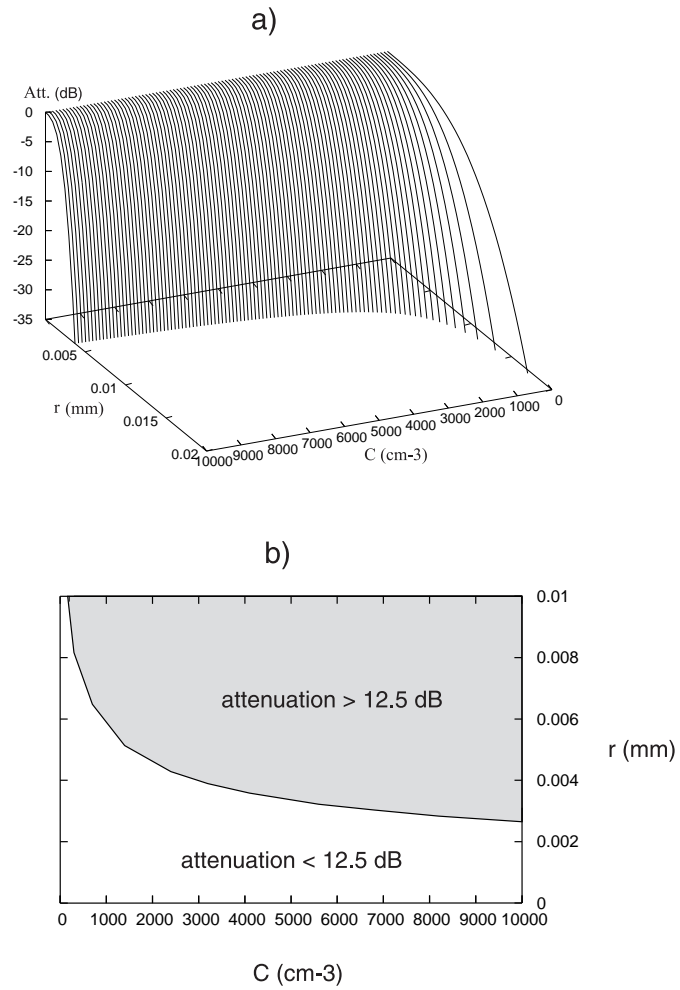 a)
Att. (dB)
0
-5
-10
-15
-20
-25
-30
-35
0.005
0.01
0.015
0.02
r (mm)
10000 9000 8000 7000 6000 5000 4000 3000 2000 1000 0
C (cm-3)
b)
0.01
0.008
attenuation > 12.5 dB
0.006
r (mm)
0.004
0.002
attenuation < 12.5 dB
0
0 1000 2000 3000 4000 5000 6000 7000 8000 9000 10000
C (cm-3)